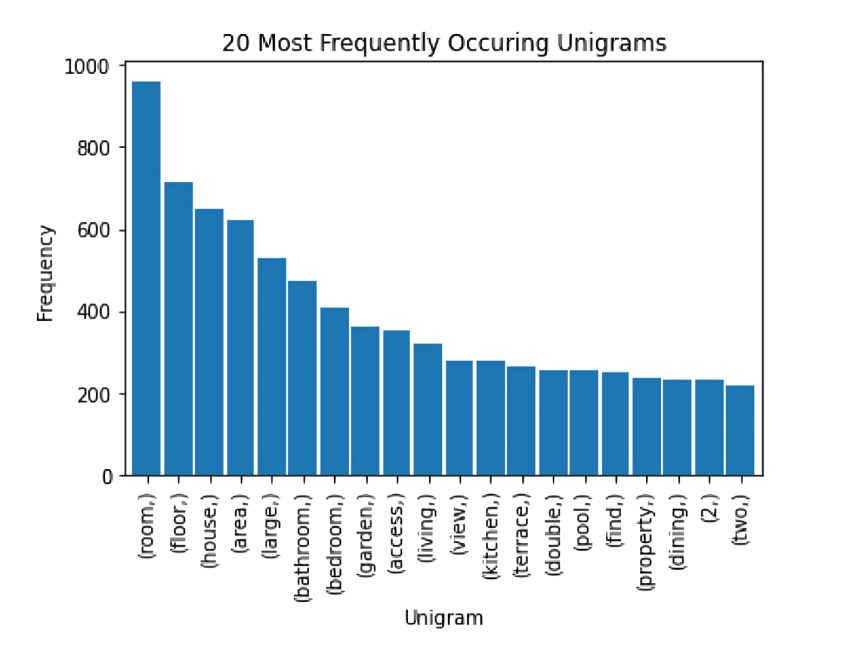 20 Most Frequently Occuring Unigrams
1000
800
600
400
200
0
Frequency
(room,)
(floor,)
(house,)
(area,)
(large,)
(bathroom,)
(bedroom,)
(garden,)
(access,)
(living,)
(view,)
(kitchen,)
(terrace,)
(double,)
(pool,)
(find,)
(property,)
(dining,)
(2,)
(two,)
Unigram